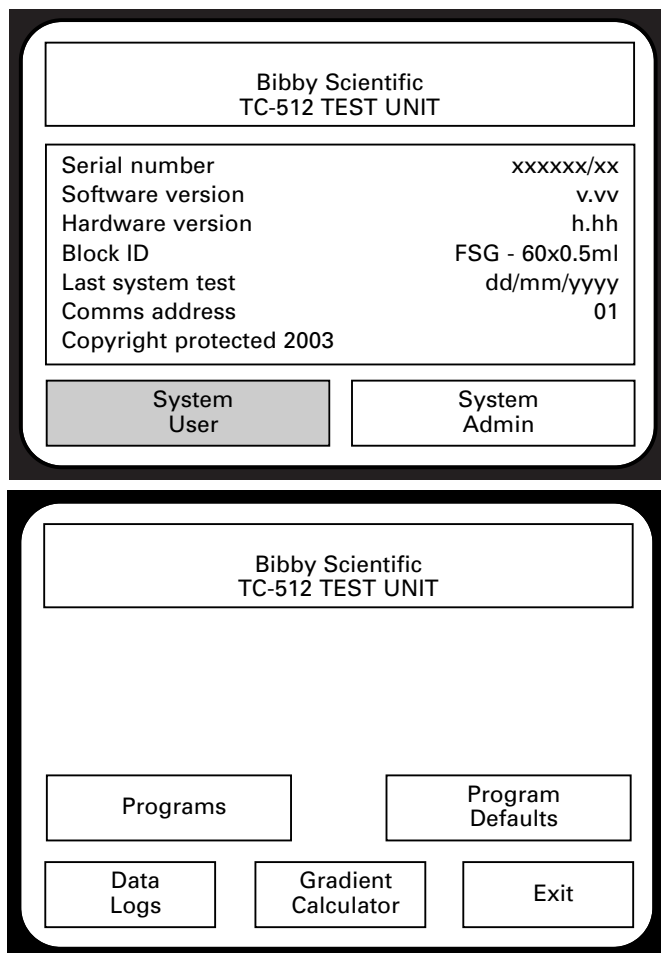 Bibby Scientific
TC-512 TEST UNIT
Serial number xxxxxx/xx
Software version v.vv
Hardware version h.hh
Block ID FSG - 60x0.5ml
Last system test dd/mm/yyyy
Comms address 01
Copyright protected 2003
System System
User Admin
Bibby Scientific
TC-512 TEST UNIT
Programs
Program
Defaults
Data
Logs
Gradient
Calculator
Exit